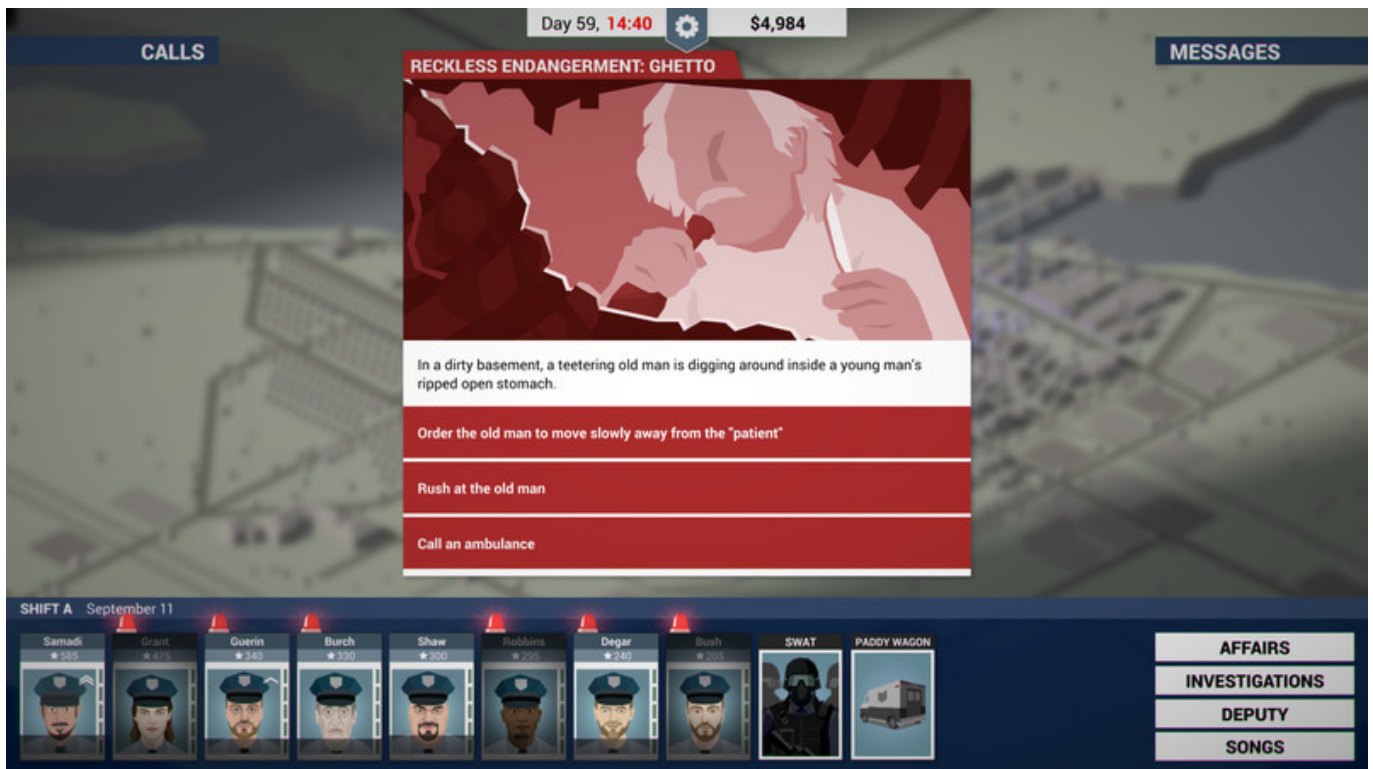 Day 59, 14:40 $4,984
CALLS
MESSAGES
RECKLESS ENDANGERMENT: GHETTO
In a dirty basement, a teetering old man is digging around inside a young man's
ripped open stomach.
Order the old man to move slowly away from the "patient"
Rush at the old man
Call an ambulance
SHIFT A September 11
Samadi Grant Guerin Burch Shaw Robbins Degar Bush SWAT PADDY WAGON
★585 ★475 ★340 ★330 ★300 ★295 ★240 ★205
AFFAIRS
INVESTIGATIONS
DEPUTY
SONGS